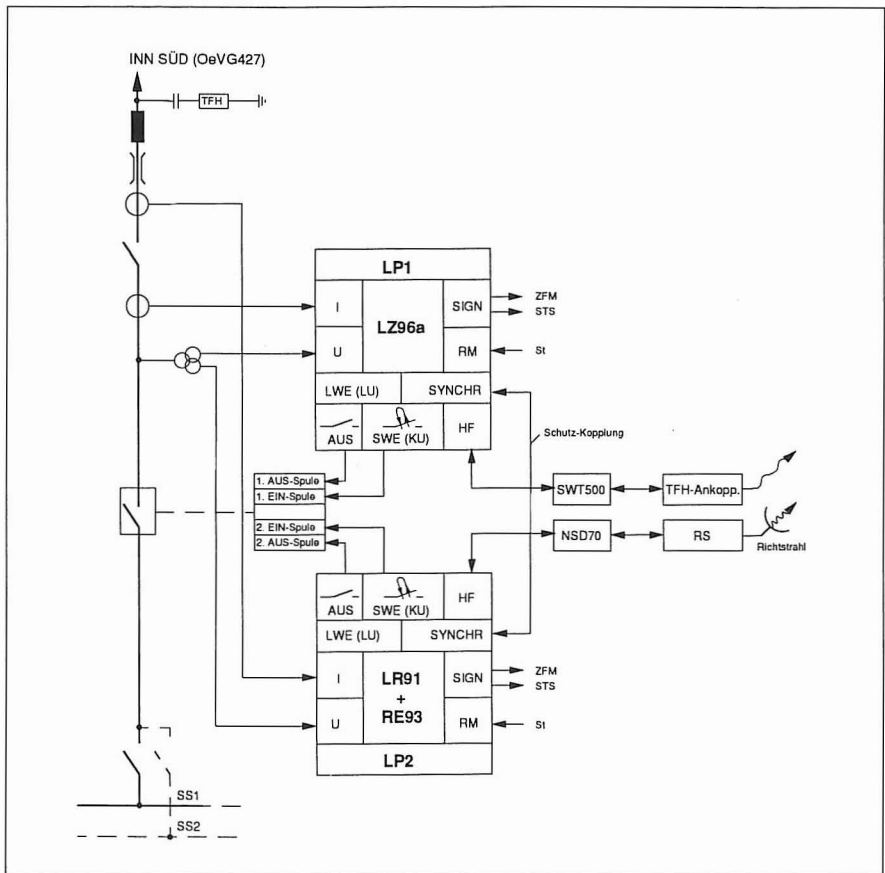 INN SÜD (OeVG427)
TFH
LP1
I
LZ96a
SIGN
ZFM
STS
U
RM
St
LWE (LU)
SYNCHR
AUS
SWE (KU)
HF
Schutz-Kopplung
1. AUS-Spule
1. EIN-Spule
2. EIN-Spule
2. AUS-Spule
SWT500
TFH-Ankopp.
NSD70
RS
Richtstrahl
AUS
SWE (KU)
HF
LWE (LU)
SYNCHR
I
LR91
+
RE93
SIGN
ZFM
STS
U
RM
St
LP2
SS1
SS2